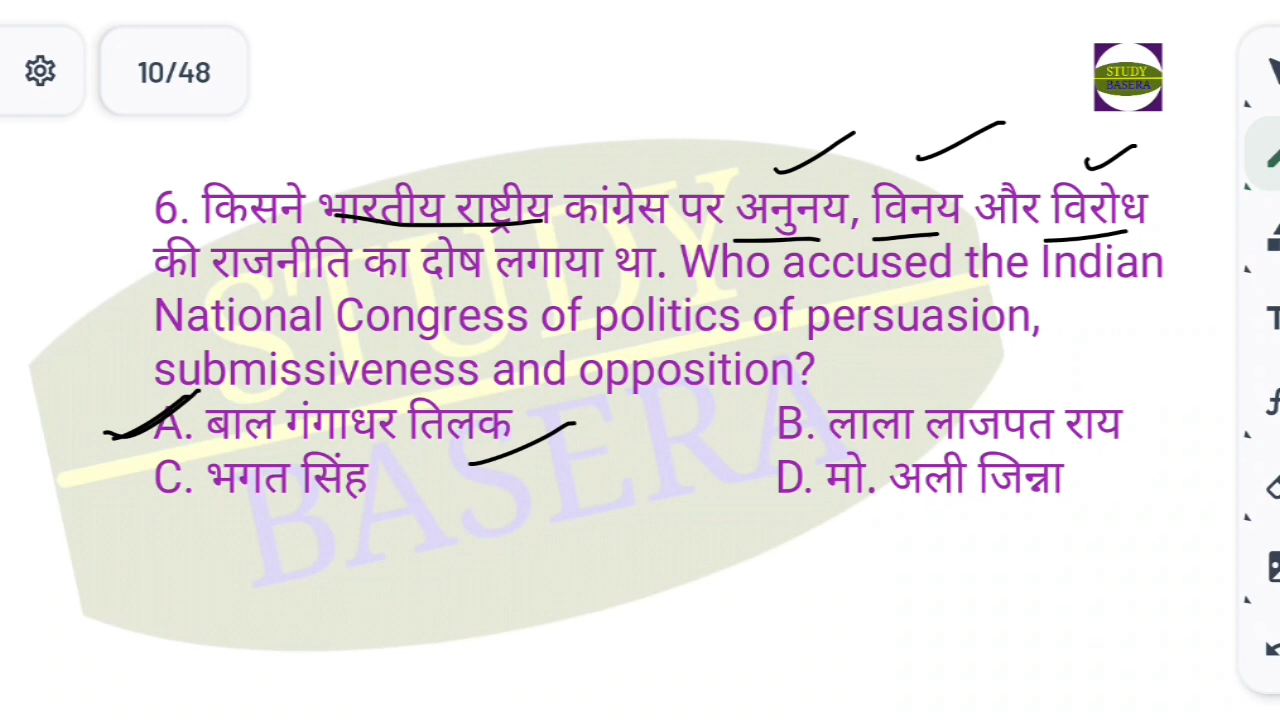 10/48
STUDY
BASERA
6. किसने भारतीय राष्ट्रीय कांग्रेस पर अनुनय, विनय और विरोध
की राजनीति का दोष लगाया था. Who accused the Indian
National Congress of politics of persuasion,
submissiveness and opposition?
A. बाल गंगाधर तिलक B. लाला लाजपत राय
C. भगत सिंह D. मो. अली जिन्ना
STUDY
BASERA